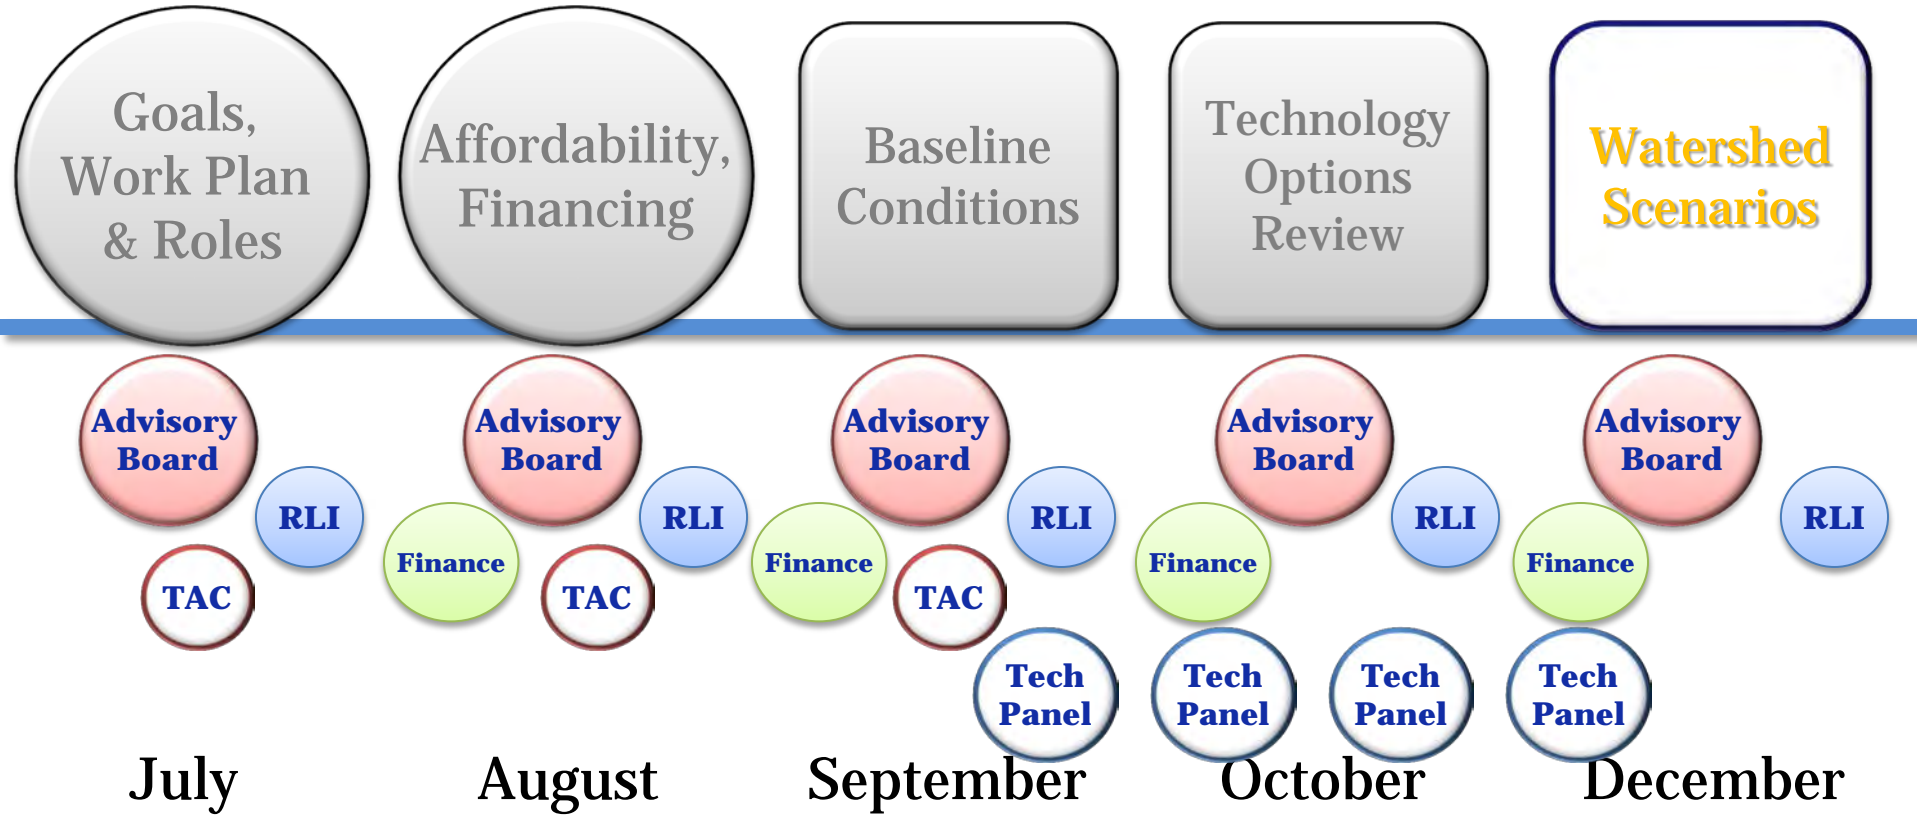 Goals,
Work Plan
& Roles
Affordability,
Financing
Baseline
Conditions
Technology
Options
Review
Watershed
Scenarios
Advisory
Board
RLI
TAC
Advisory
Board
RLI
Finance
TAC
Advisory
Board
RLI
Finance
TAC
Tech
Panel
Advisory
Board
RLI
Finance
Tech
Panel
Tech
Panel
Advisory
Board
RLI
Finance
Tech
Panel
July
August
September
October
December